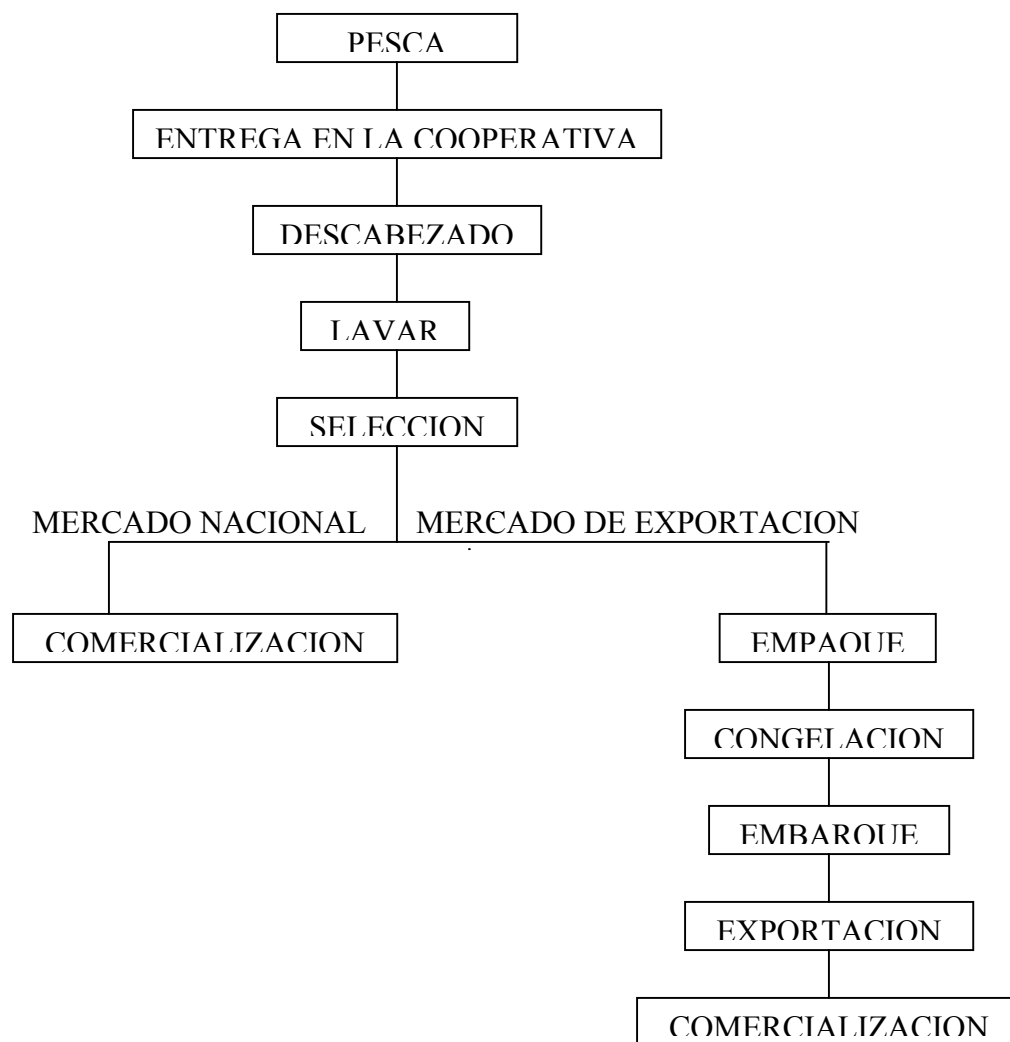 PESCA
ENTREGA EN LA COOPERATIVA
DESCABEZADO
LAVAR
SELECCION
MERCADO NACIONAL
MERCADO DE EXPORTACION
COMERCIALIZACION
EMPAQUE
CONGELACION
EMBARQUE
EXPORTACION
COMERCIALIZACION